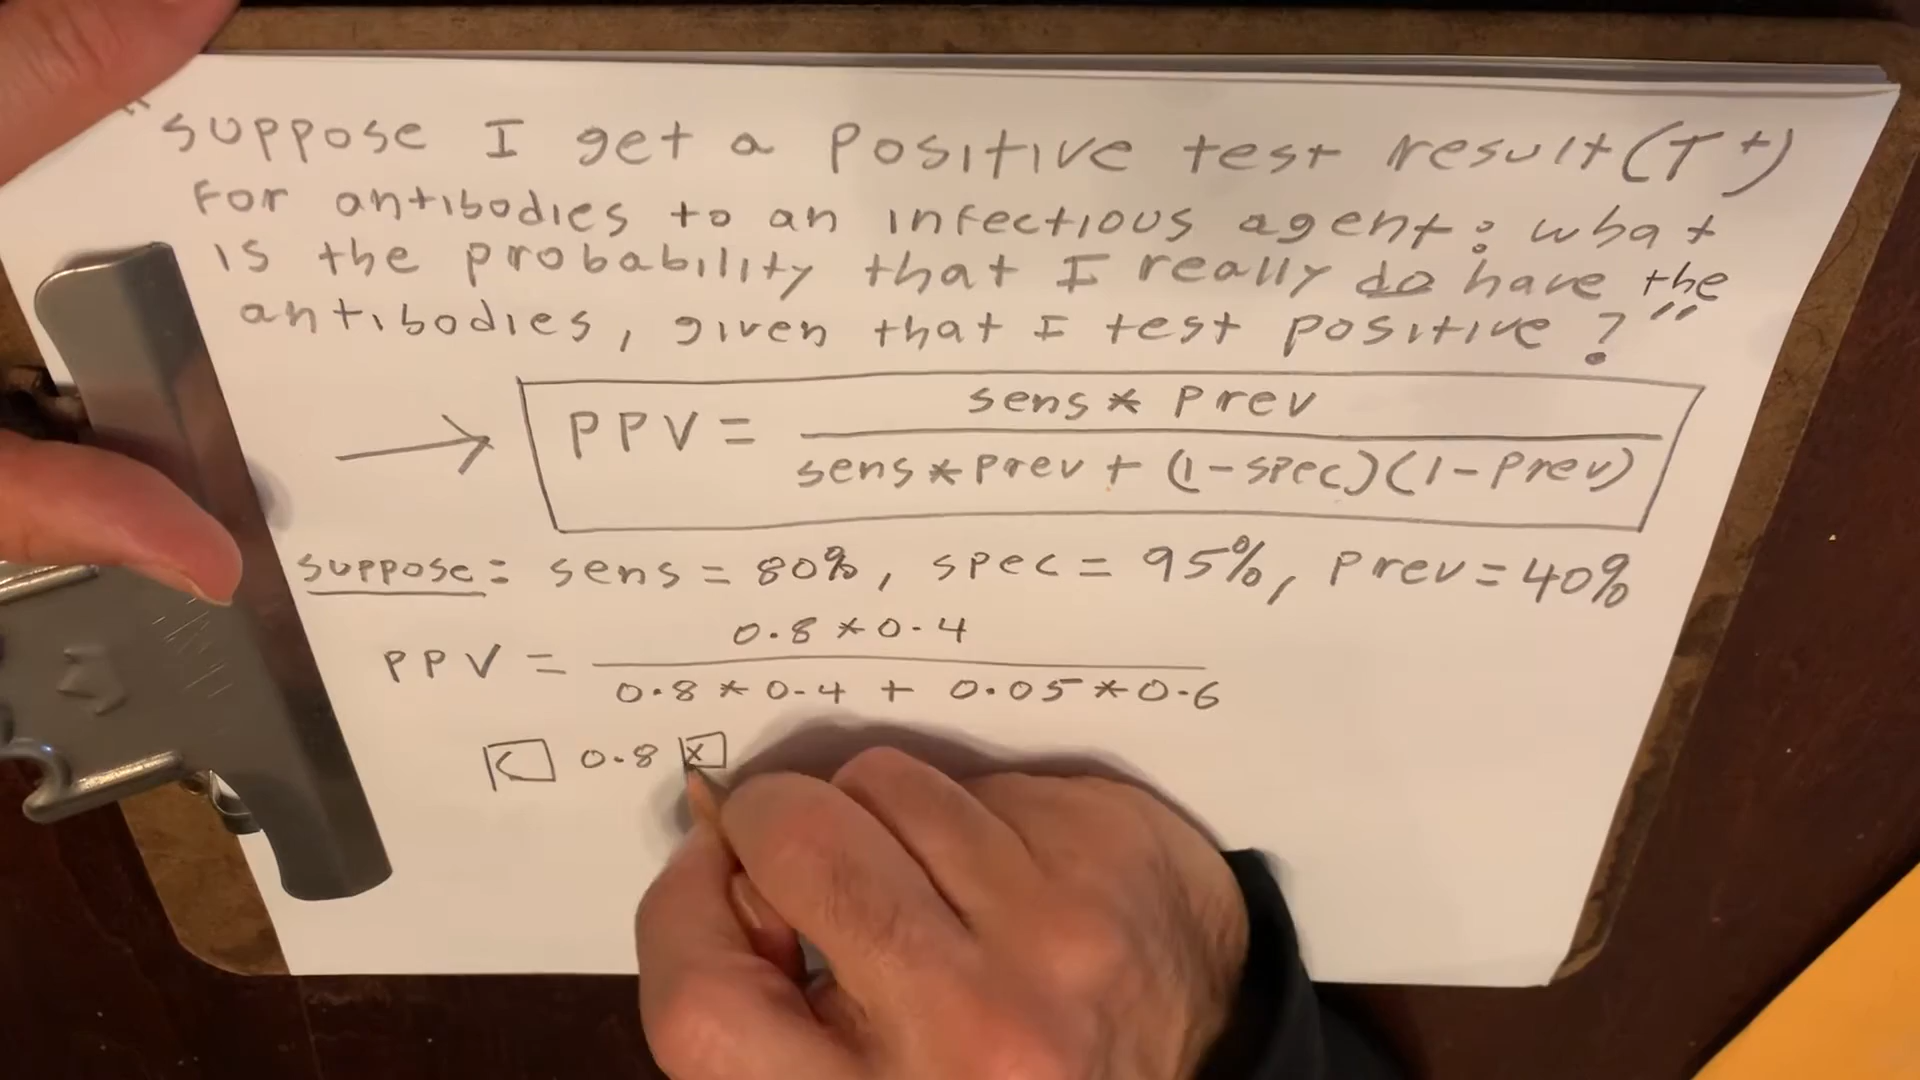 "Suppose I get a positive test result (T+)
for antibodies to an infectious agent: what
is the probability that I really do have the
antibodies, given that I test positive?"
→ PPV = sens * prev / sens * prev + (1 - spec)(1 - prev)
suppose: sens = 80%, spec = 95%, prev = 40%
PPV = 0.8 * 0.4 / 0.8 * 0.4 + 0.05 * 0.6
( 0.8 x